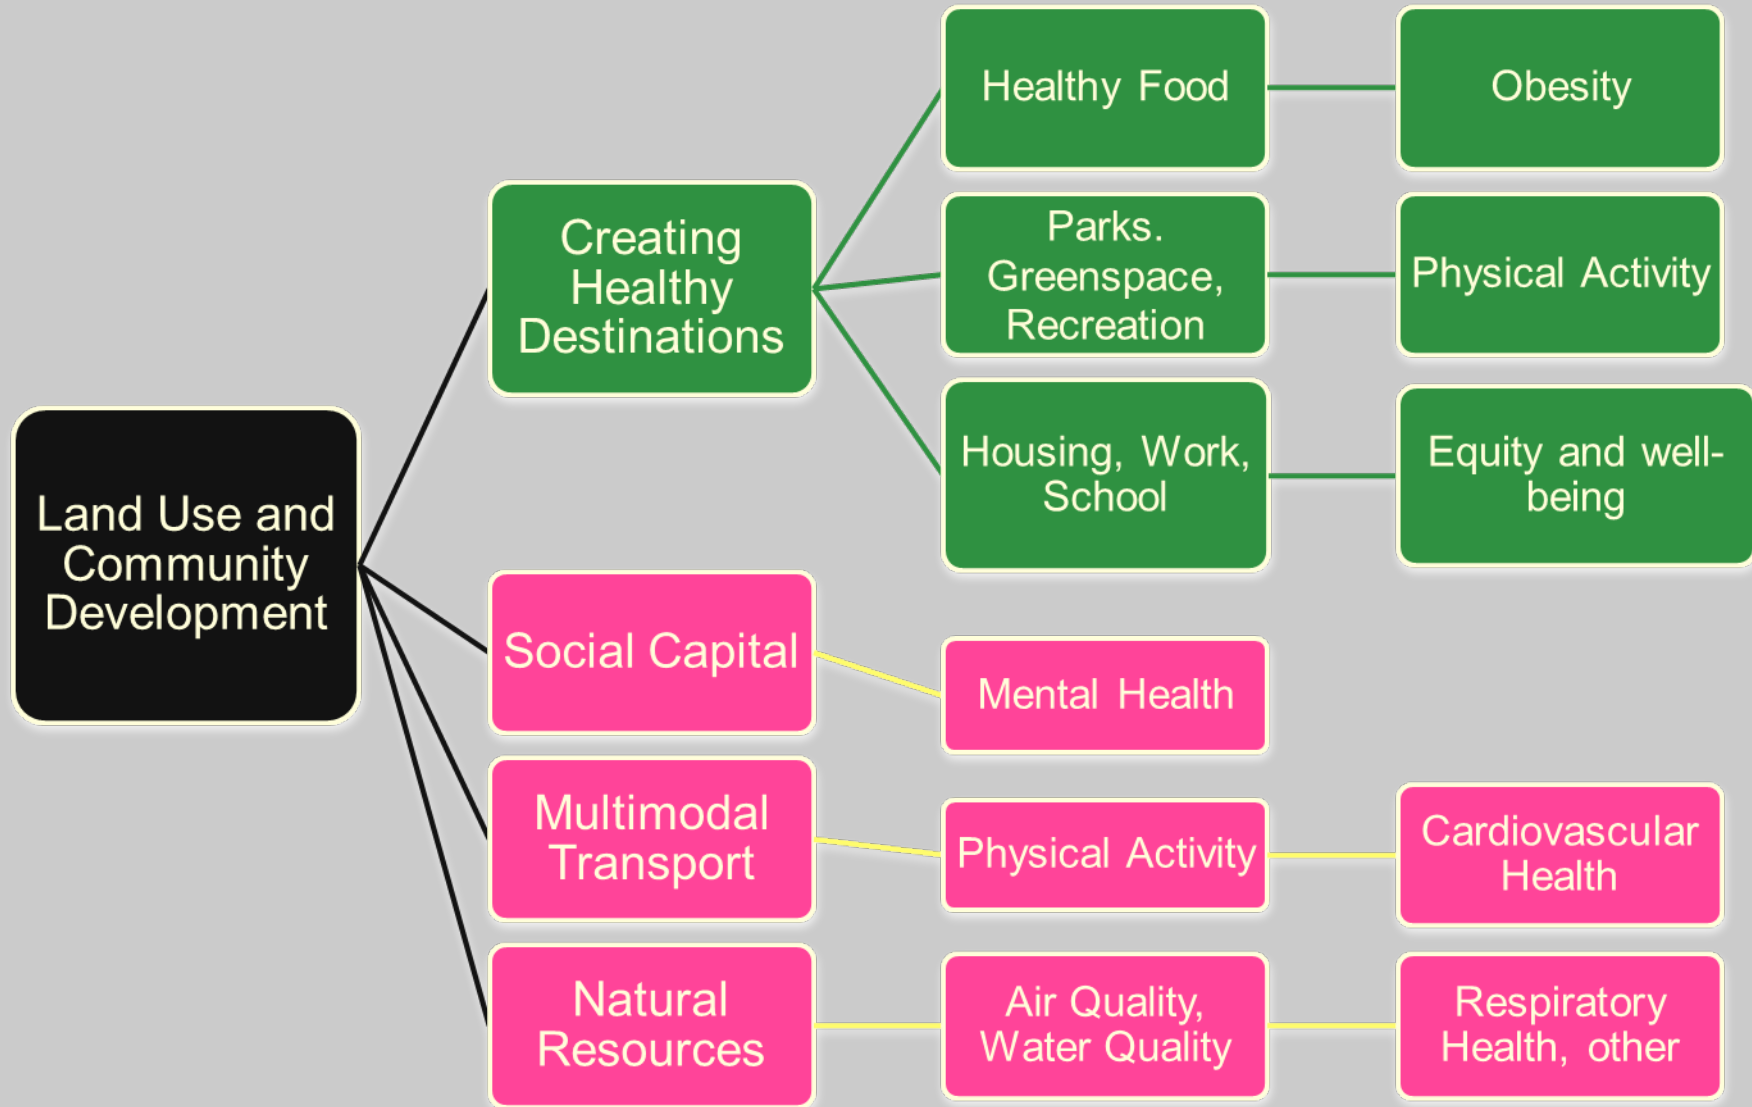 Land Use and
Community
Development
Creating
Healthy
Destinations
Healthy Food
Obesity
Parks.
Greenspace,
Recreation
Physical Activity
Housing, Work,
School
Equity and well-
being
Social Capital
Mental Health
Multimodal
Transport
Physical Activity
Cardiovascular
Health
Natural
Resources
Air Quality,
Water Quality
Respiratory
Health, other